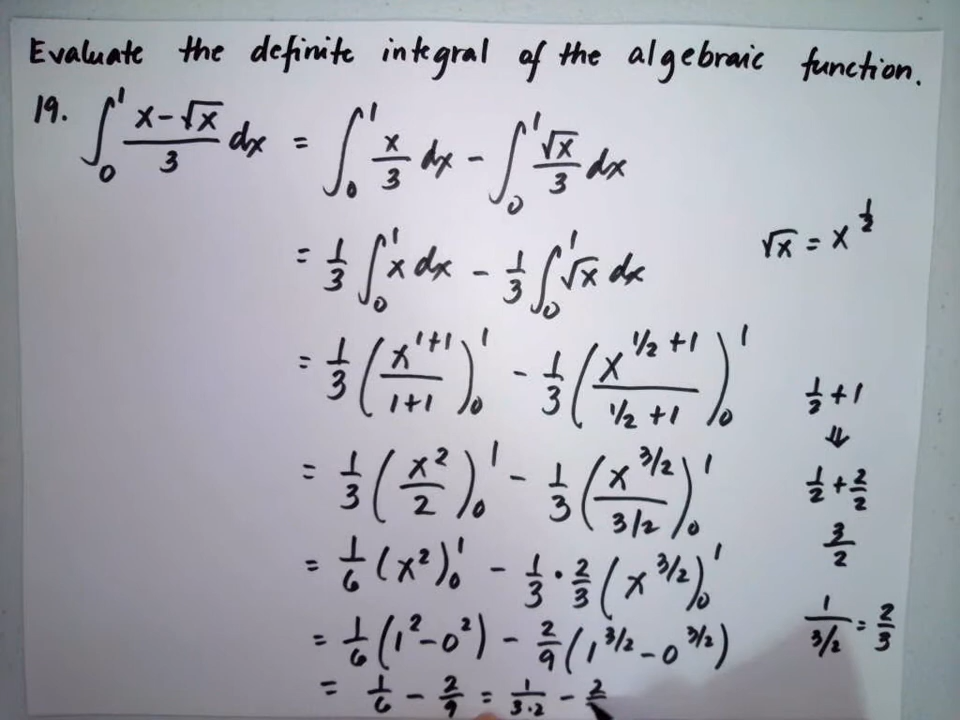 Evaluate the definite integral of the algebraic function.
19. ∫₀¹ (x-√x)/3 dx = ∫₀¹ x/3 dx - ∫₀¹ √x/3 dx
√x = x^(1/2)
= 1/3 ∫₀¹ x dx - 1/3 ∫₀¹ √x dx
= 1/3 (x^(1+1)/(1+1))₀¹ - 1/3 (x^(1/2 +1)/(1/2 +1))₀¹
1/2 + 1
⇓
= 1/3 (x²/2)₀¹ - 1/3 (x^(3/2)/(3/2))₀¹
1/2 + 2/2
3/2
= 1/6 (x²)₀¹ - 1/3 · 2/3 (x^(3/2))₀¹
1/(3/2) = 2/3
= 1/6 (1² - 0²) - 2/9 (1^(3/2) - 0^(3/2))
= 1/6 - 2/9 = 1/(3·2) - 2